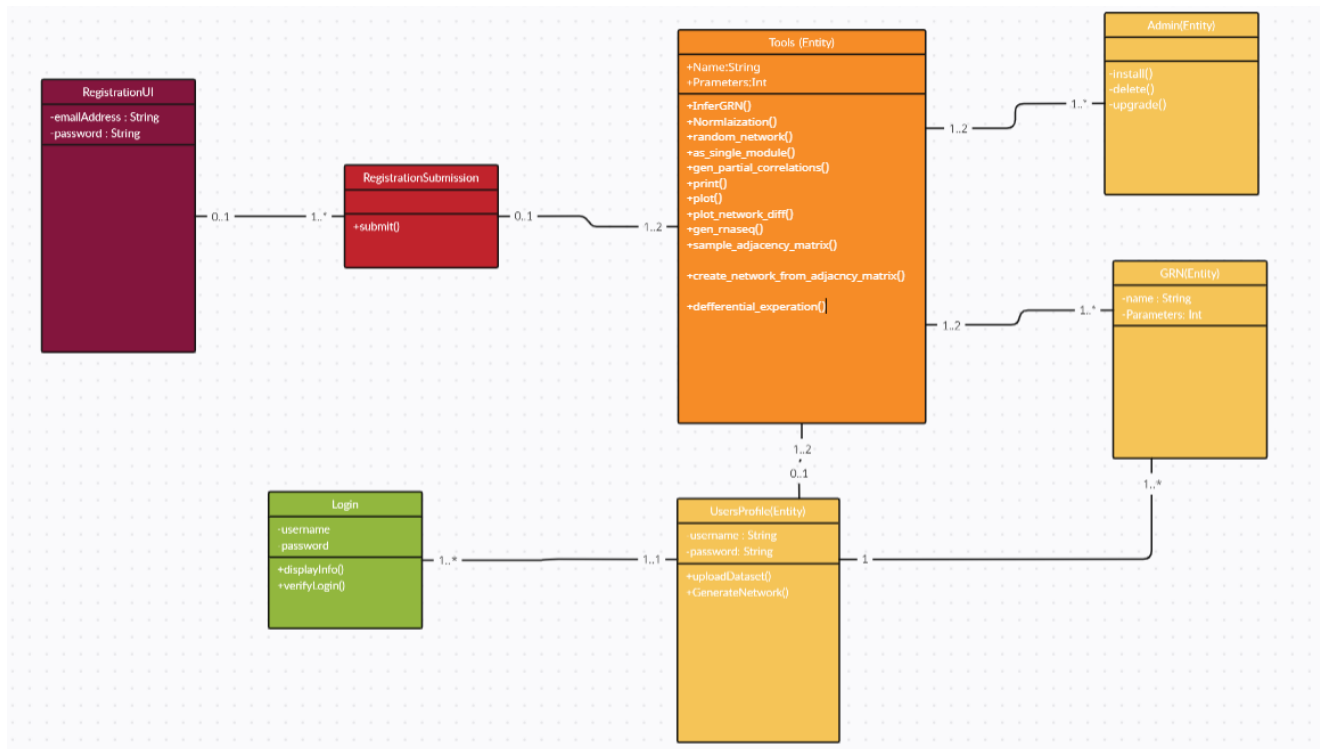 RegistrationUI
-emailAddress : String
-password : String
0..1
1..*
RegistrationSubmission
+submit()
0..1
1..2
Tools (Entity)
+Name:String
+Prameters:Int
+InferGRN()
+Normlaization()
+random_network()
+as_single_module()
+gen_partial_correlations()
+print()
+plot()
+plot_network_diff()
+gen_rnaseq()
+sample_adjacency_matrix()
+create_network_from_adjacncy_matrix()
+defferential_experation()
1..2
1..*
Admin(Entity)
-install()
-delete()
-upgrade()
1..2
1..*
GRN(Entity)
-name : String
-Parameters: Int
1..*
1..2
0..1
Login
-username
password
+displayInfo()
+verifyLogin()
1..*
1..1
UsersProfile(Entity)
username : String
-password: String
+uploadDataset()
+GenerateNetwork()
1